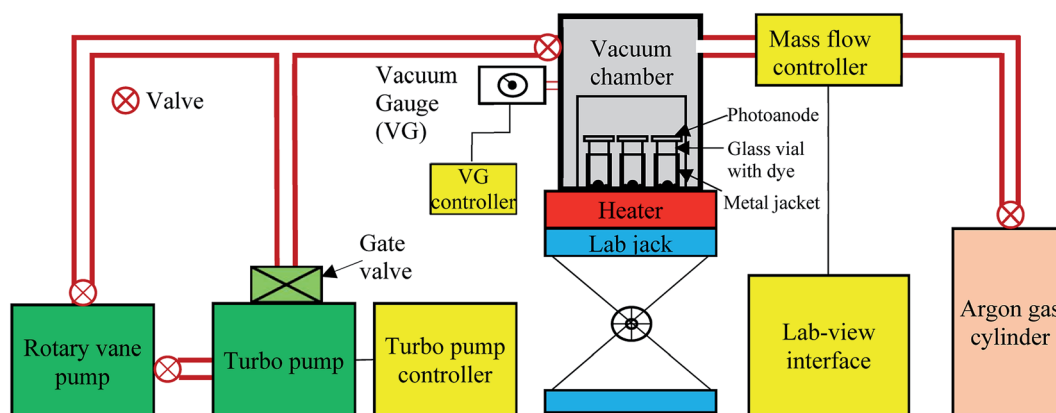 Vacuum
chamber
Mass flow
controller
Vacuum
Gauge
(VG)
Valve
Photoanode
Glass vial
with dye
Metal jacket
VG
controller
Heater
Lab jack
Gate
valve
Rotary vane
pump
Turbo pump
Turbo pump
controller
Lab-view
interface
Argon gas
cylinder